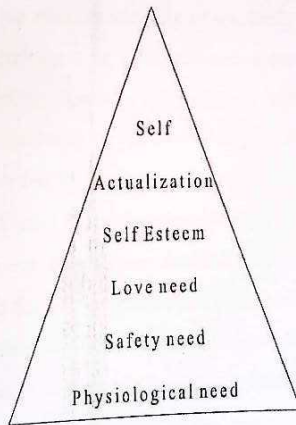 Self
Actualization
Self Esteem
Love need
Safety need
Physiological need